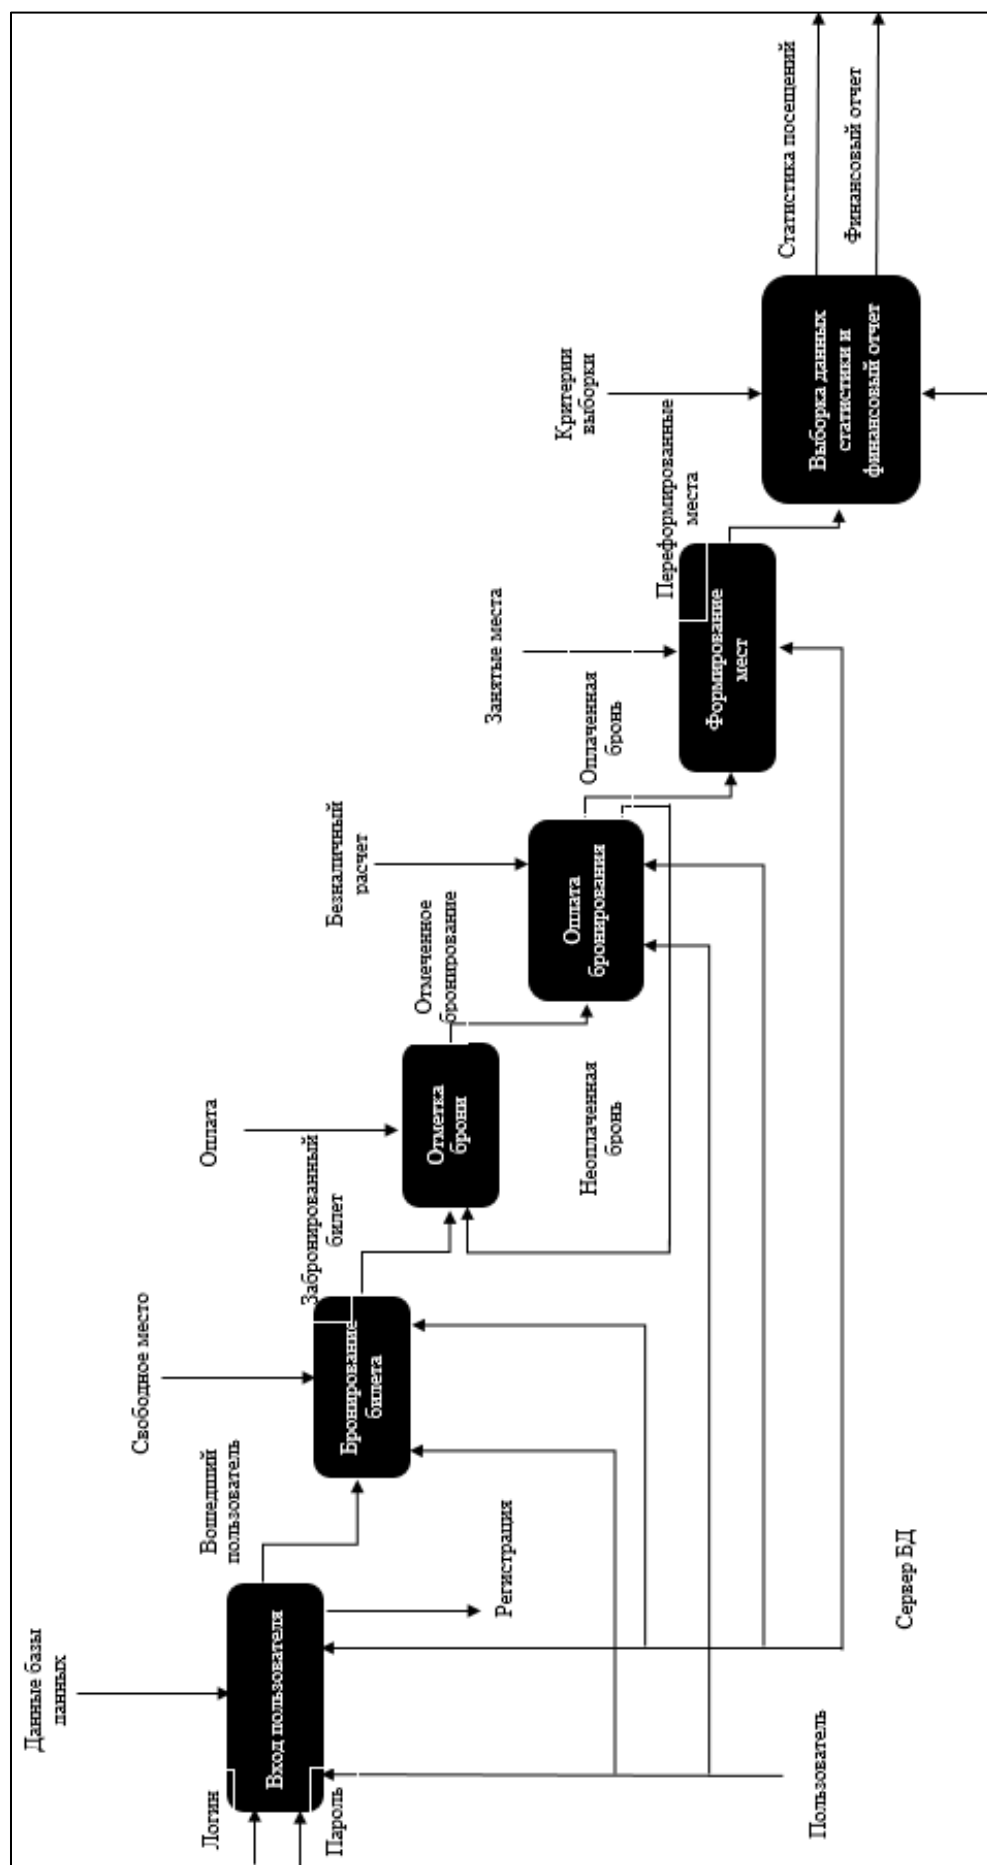 Данные базы
данных
Логин
Пароль
Вход пользователя
Вошедший
пользователь
Регистрация
Свободное место
Бронирование
билета
Забронированный
билет
Оплата
Отметка
брони
Отмеченное
бронирование
Неоплаченная
бронь
Безналичный
расчет
Оплата
бронирования
Оплаченная
бронь
Занятые места
Формирование
мест
Переформированные
места
Критерии
выборки
Выборка данных
статистики и
финансовый отчет
Статистика посещений
Финансовый отчет
Пользователь
Сервер БД